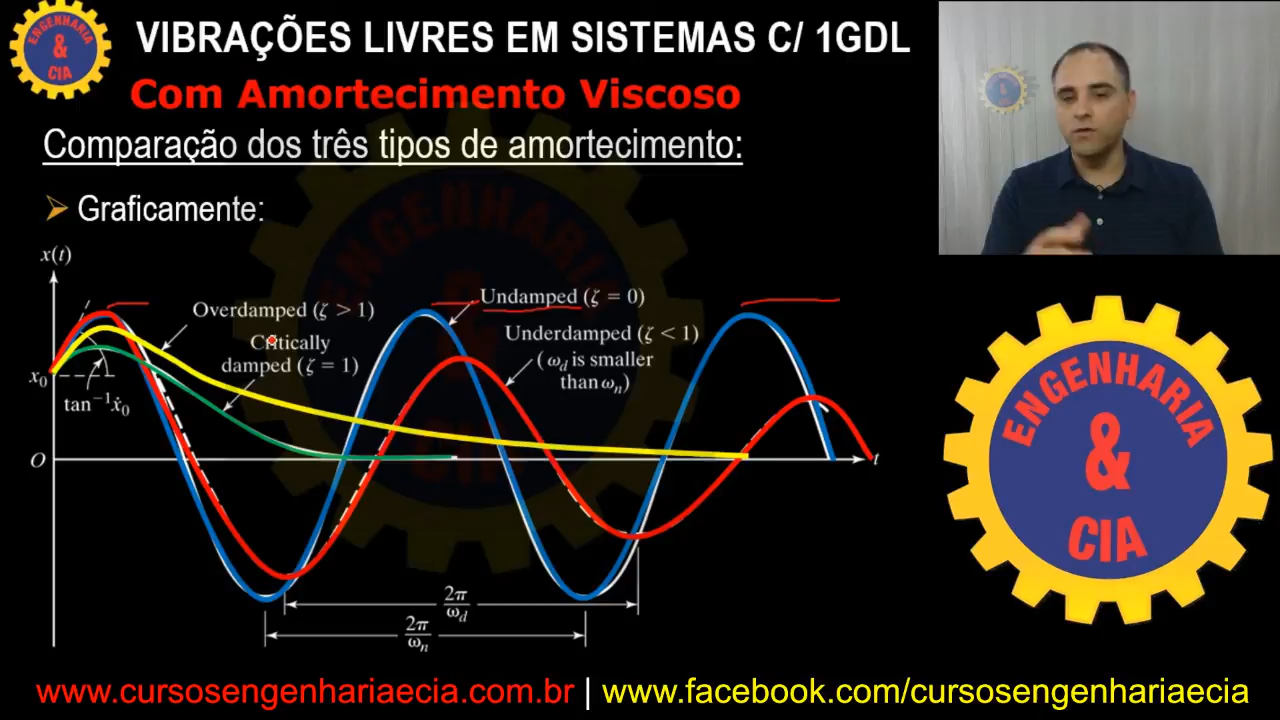 ENGENHARIA
&
CIA
VIBRAÇÕES LIVRES EM SISTEMAS C/ 1GDL
Com Amortecimento Viscoso
Comparação dos três tipos de amortecimento:
➢ Graficamente:
x(t)
Overdamped (ζ > 1)
Undamped (ζ = 0)
Critically
damped (ζ = 1)
Underdamped (ζ < 1)
(ω_d is smaller
than ω_n)
x₀
tan⁻¹ẋ₀
O
t
2π
ω_d
2π
ω_n
ENGENHARIA
&
CIA
www.cursosengenhariaecia.com.br | www.facebook.com/cursosengenhariaecia